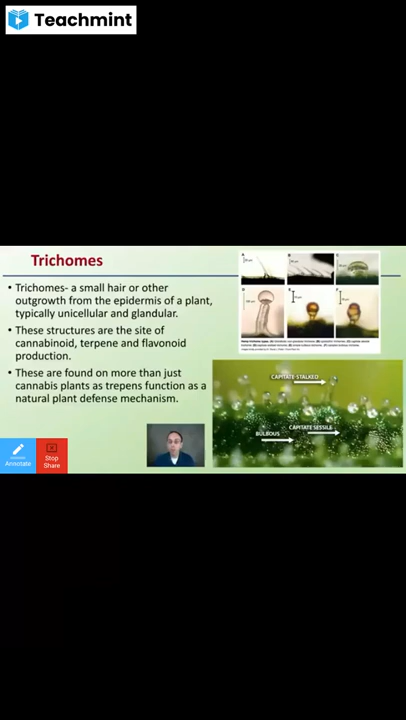 Teachmint
Trichomes
• Trichomes- a small hair or other
outgrowth from the epidermis of a plant,
typically unicellular and glandular.
• These structures are the site of
cannabinoid, terpene and flavonoid
production.
• These are found on more than just
cannabis plants as trepens function as a
natural plant defense mechanism.
A
B
C
D
E
F
CAPITATE-STALKED
CAPITATE SESSILE
BULBOUS
Annotate
Stop
Share